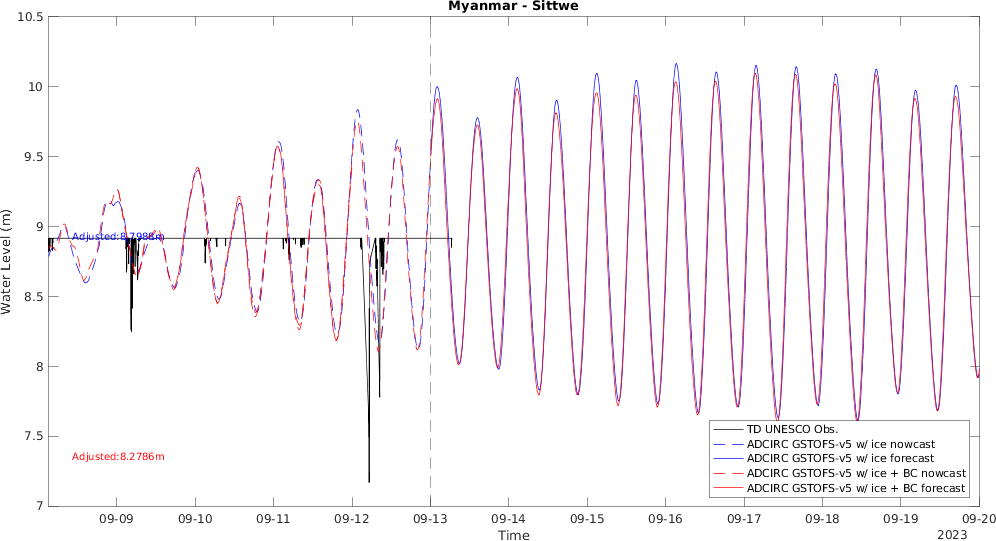 Myanmar - Sittwe
10.5
10
9.5
9
8.5
8
7.5
7
Water Level (m)
Adjusted:8.7988m
Adjusted:8.2786m
TD UNESCO Obs.
ADCIRC GSTOFS-v5 w/ ice nowcast
ADCIRC GSTOFS-v5 w/ ice forecast
ADCIRC GSTOFS-v5 w/ ice + BC nowcast
ADCIRC GSTOFS-v5 w/ ice + BC forecast
09-09 09-10 09-11 09-12 09-13 09-14 09-15 09-16 09-17 09-18 09-19 09-20
Time
2023